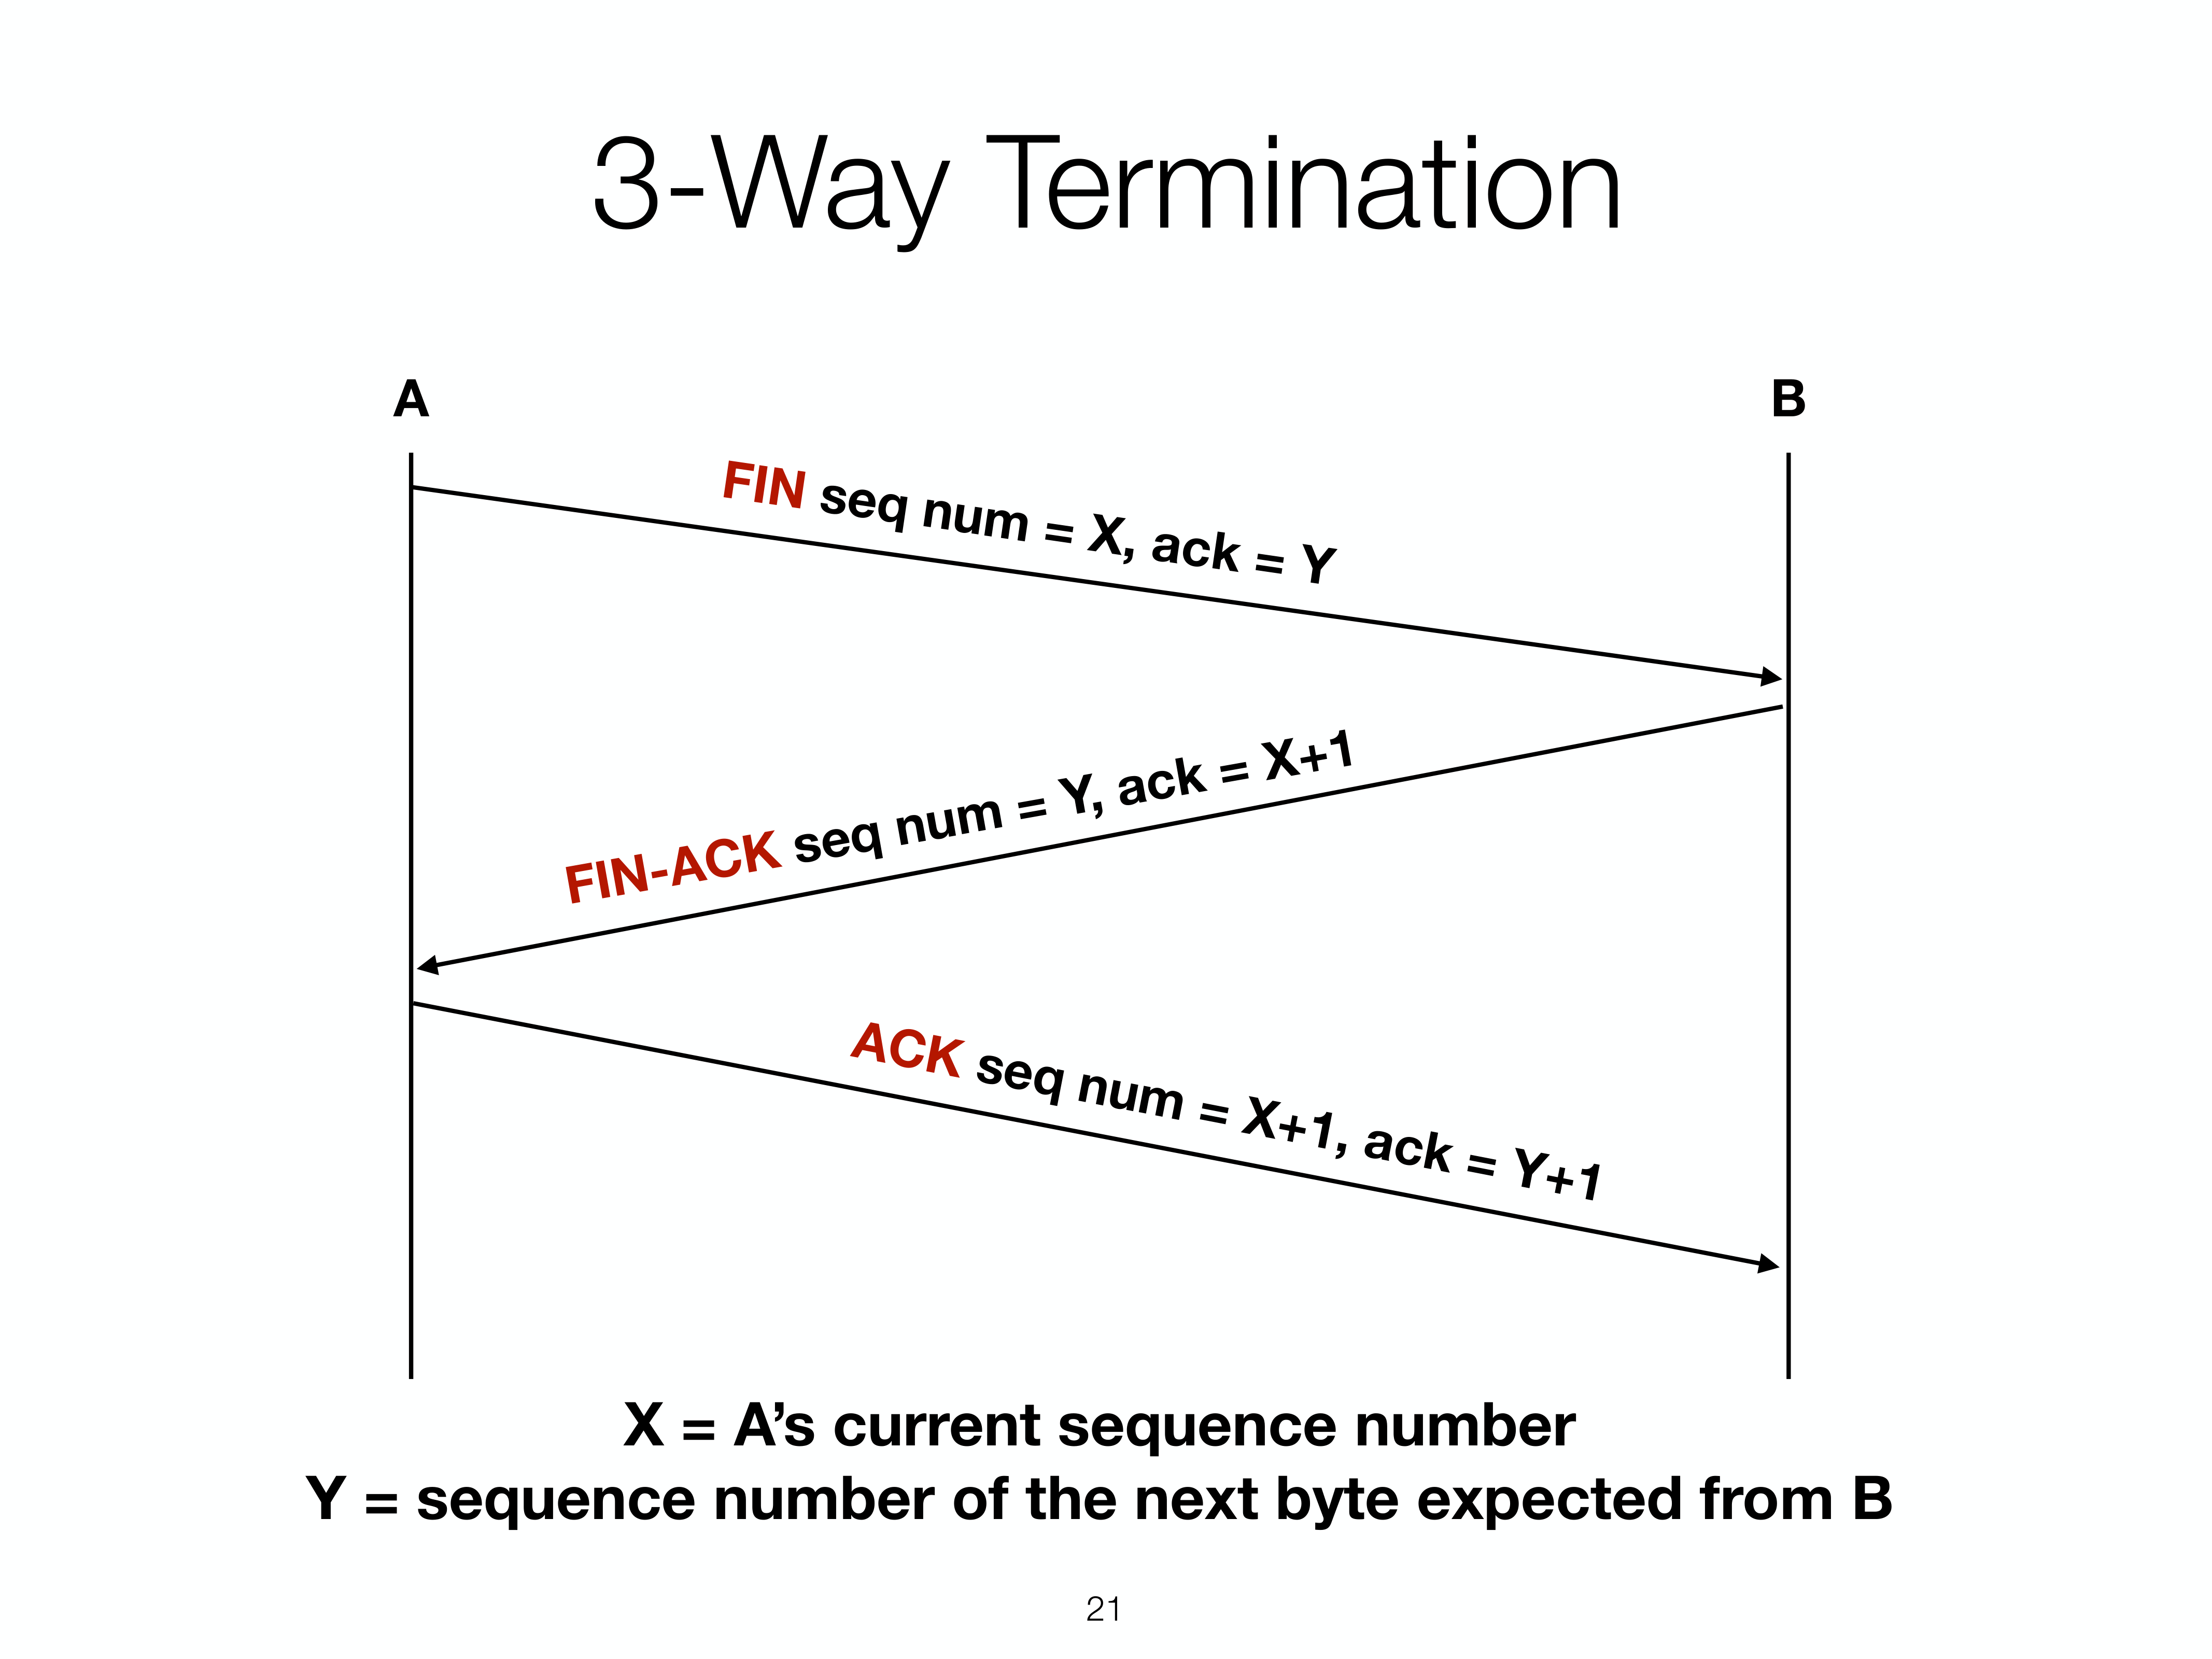 3-Way Termination
A
B
FIN seq num = X, ack = Y
FIN-ACK seq num = Y, ack = X+1
ACK seq num = X+1, ack = Y+1
X = A’s current sequence number
Y = sequence number of the next byte expected from B
21